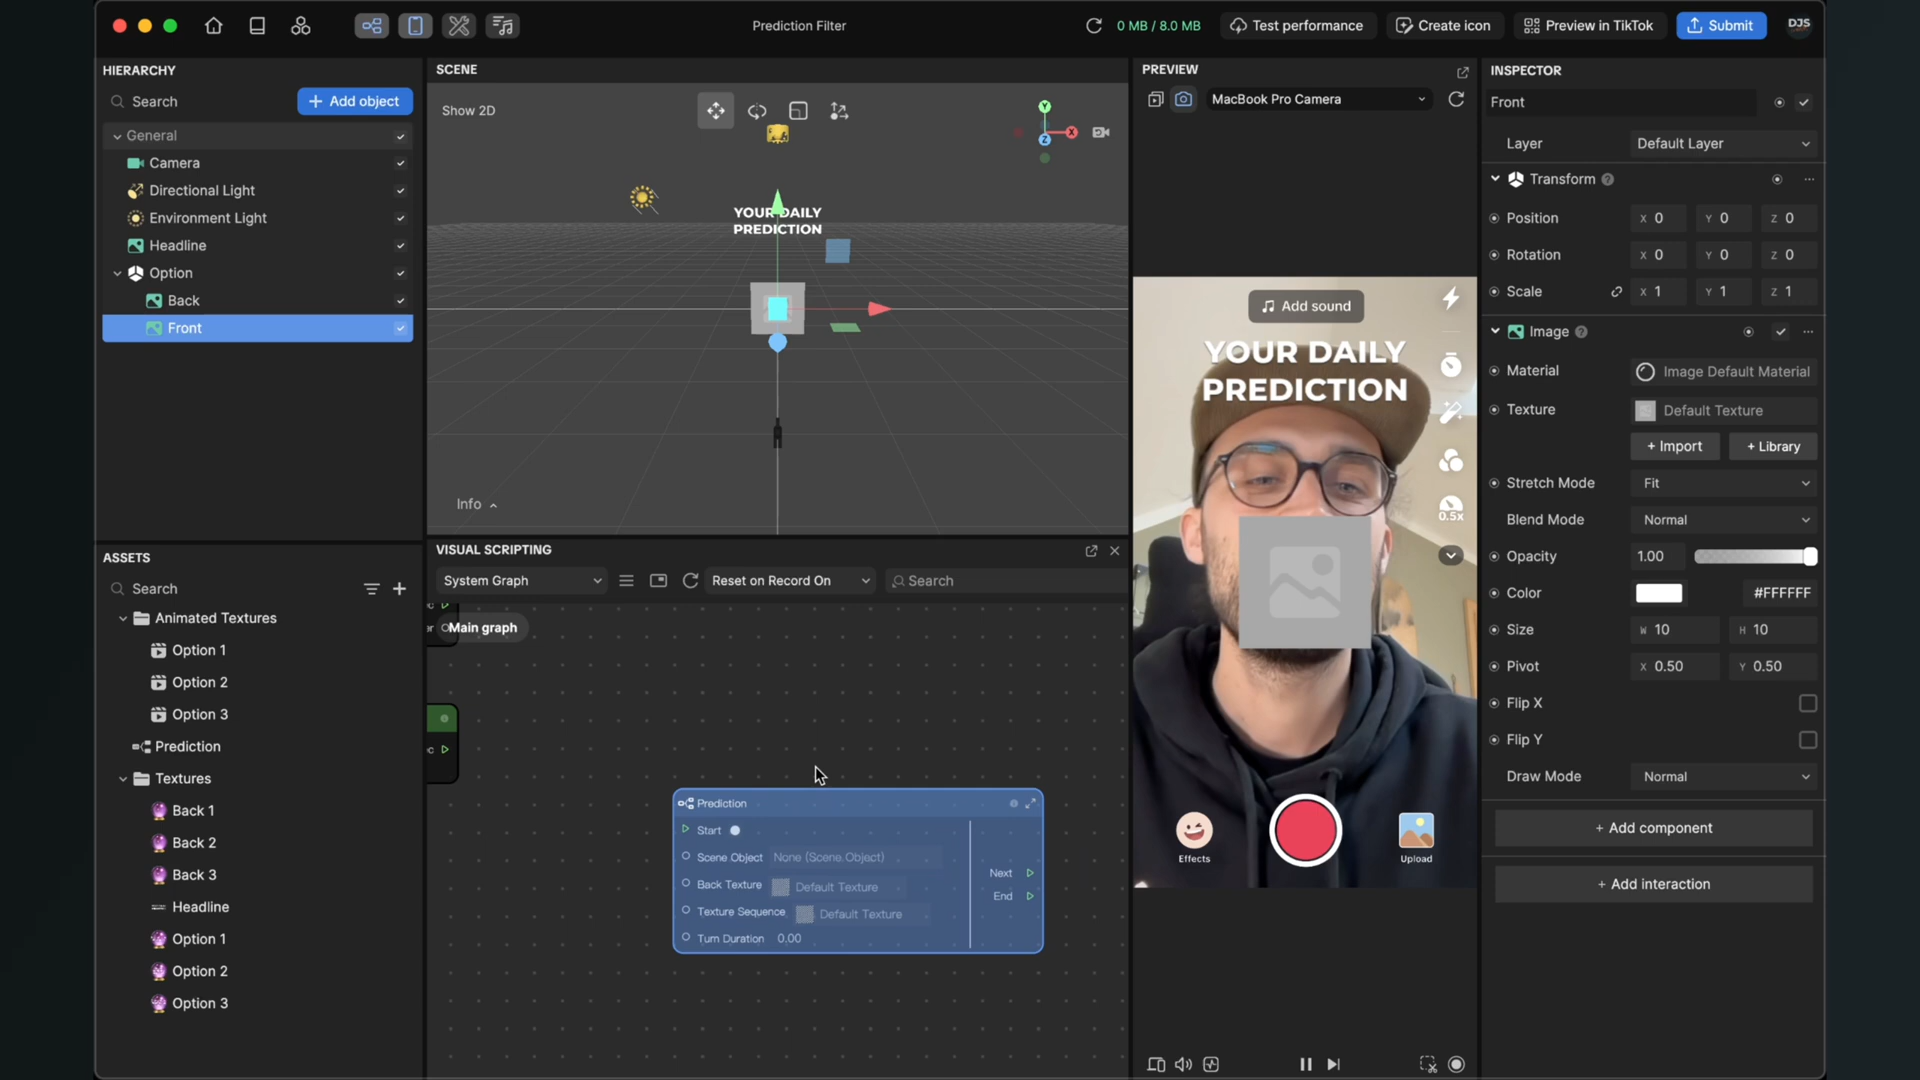 Prediction Filter
0 MB / 8.0 MB
Test performance
Create icon
Preview in TikTok
Submit
DJS
HIERARCHY
Search
Add object
General
Camera
Directional Light
Environment Light
Headline
Option
Back
Front
ASSETS
Search
Animated Textures
Option 1
Option 2
Option 3
Prediction
Textures
Back 1
Back 2
Back 3
Headline
Option 1
Option 2
Option 3
SCENE
Show 2D
Y
X
Z
YOUR DAILY
PREDICTION
Info
VISUAL SCRIPTING
System Graph
Reset on Record On
Search
Main graph
Prediction
Start
Scene Object None (Scene Object)
Back Texture Default Texture
Texture Sequence Default Texture
Turn Duration 0.00
Next
End
PREVIEW
MacBook Pro Camera
Add sound
YOUR DAILY
PREDICTION
0.5x
Effects
Upload
INSPECTOR
Front
Layer Default Layer
Transform
Position X 0 Y 0 Z 0
Rotation X 0 Y 0 Z 0
Scale X 1 Y 1 Z 1
Image
Material Image Default Material
Texture Default Texture
+ Import + Library
Stretch Mode Fit
Blend Mode Normal
Opacity 1.00
Color #FFFFFF
Size W 10 H 10
Pivot X 0.50 Y 0.50
Flip X
Flip Y
Draw Mode Normal
+ Add component
+ Add interaction